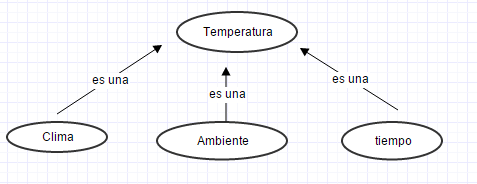 Temperatura
es una
es una
es una
Clima
Ambiente
tiempo